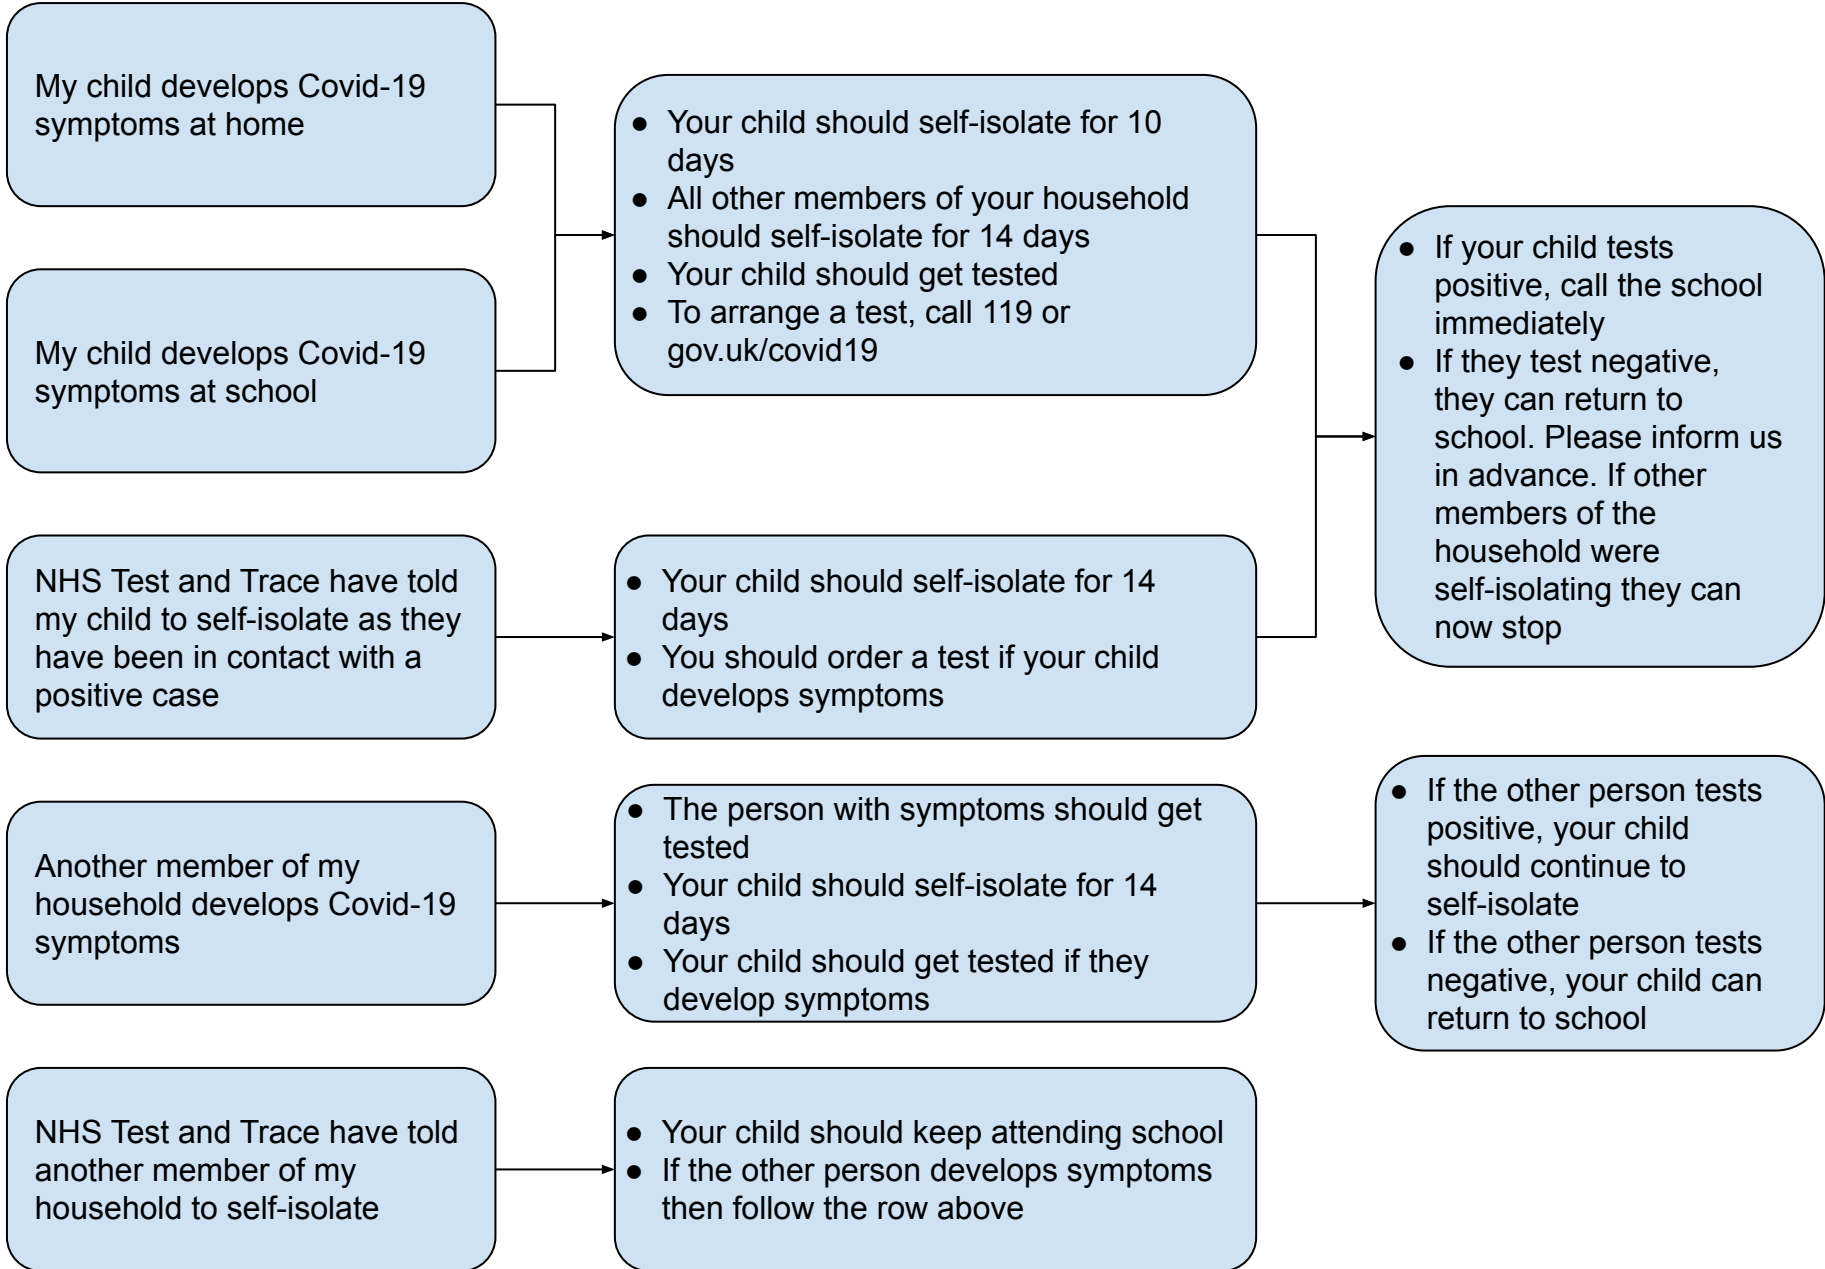 My child develops Covid-19
symptoms at home
My child develops Covid-19
symptoms at school
● Your child should self-isolate for 10
days
● All other members of your household
should self-isolate for 14 days
● Your child should get tested
● To arrange a test, call 119 or
gov.uk/covid19
● If your child tests
positive, call the school
immediately
● If they test negative,
they can return to
school. Please inform us
in advance. If other
members of the
household were
self-isolating they can
now stop
NHS Test and Trace have told
my child to self-isolate as they
have been in contact with a
positive case
● Your child should self-isolate for 14
days
● You should order a test if your child
develops symptoms
Another member of my
household develops Covid-19
symptoms
● The person with symptoms should get
tested
● Your child should self-isolate for 14
days
● Your child should get tested if they
develop symptoms
● If the other person tests
positive, your child
should continue to
self-isolate
● If the other person tests
negative, your child can
return to school
NHS Test and Trace have told
another member of my
household to self-isolate
● Your child should keep attending school
● If the other person develops symptoms
then follow the row above